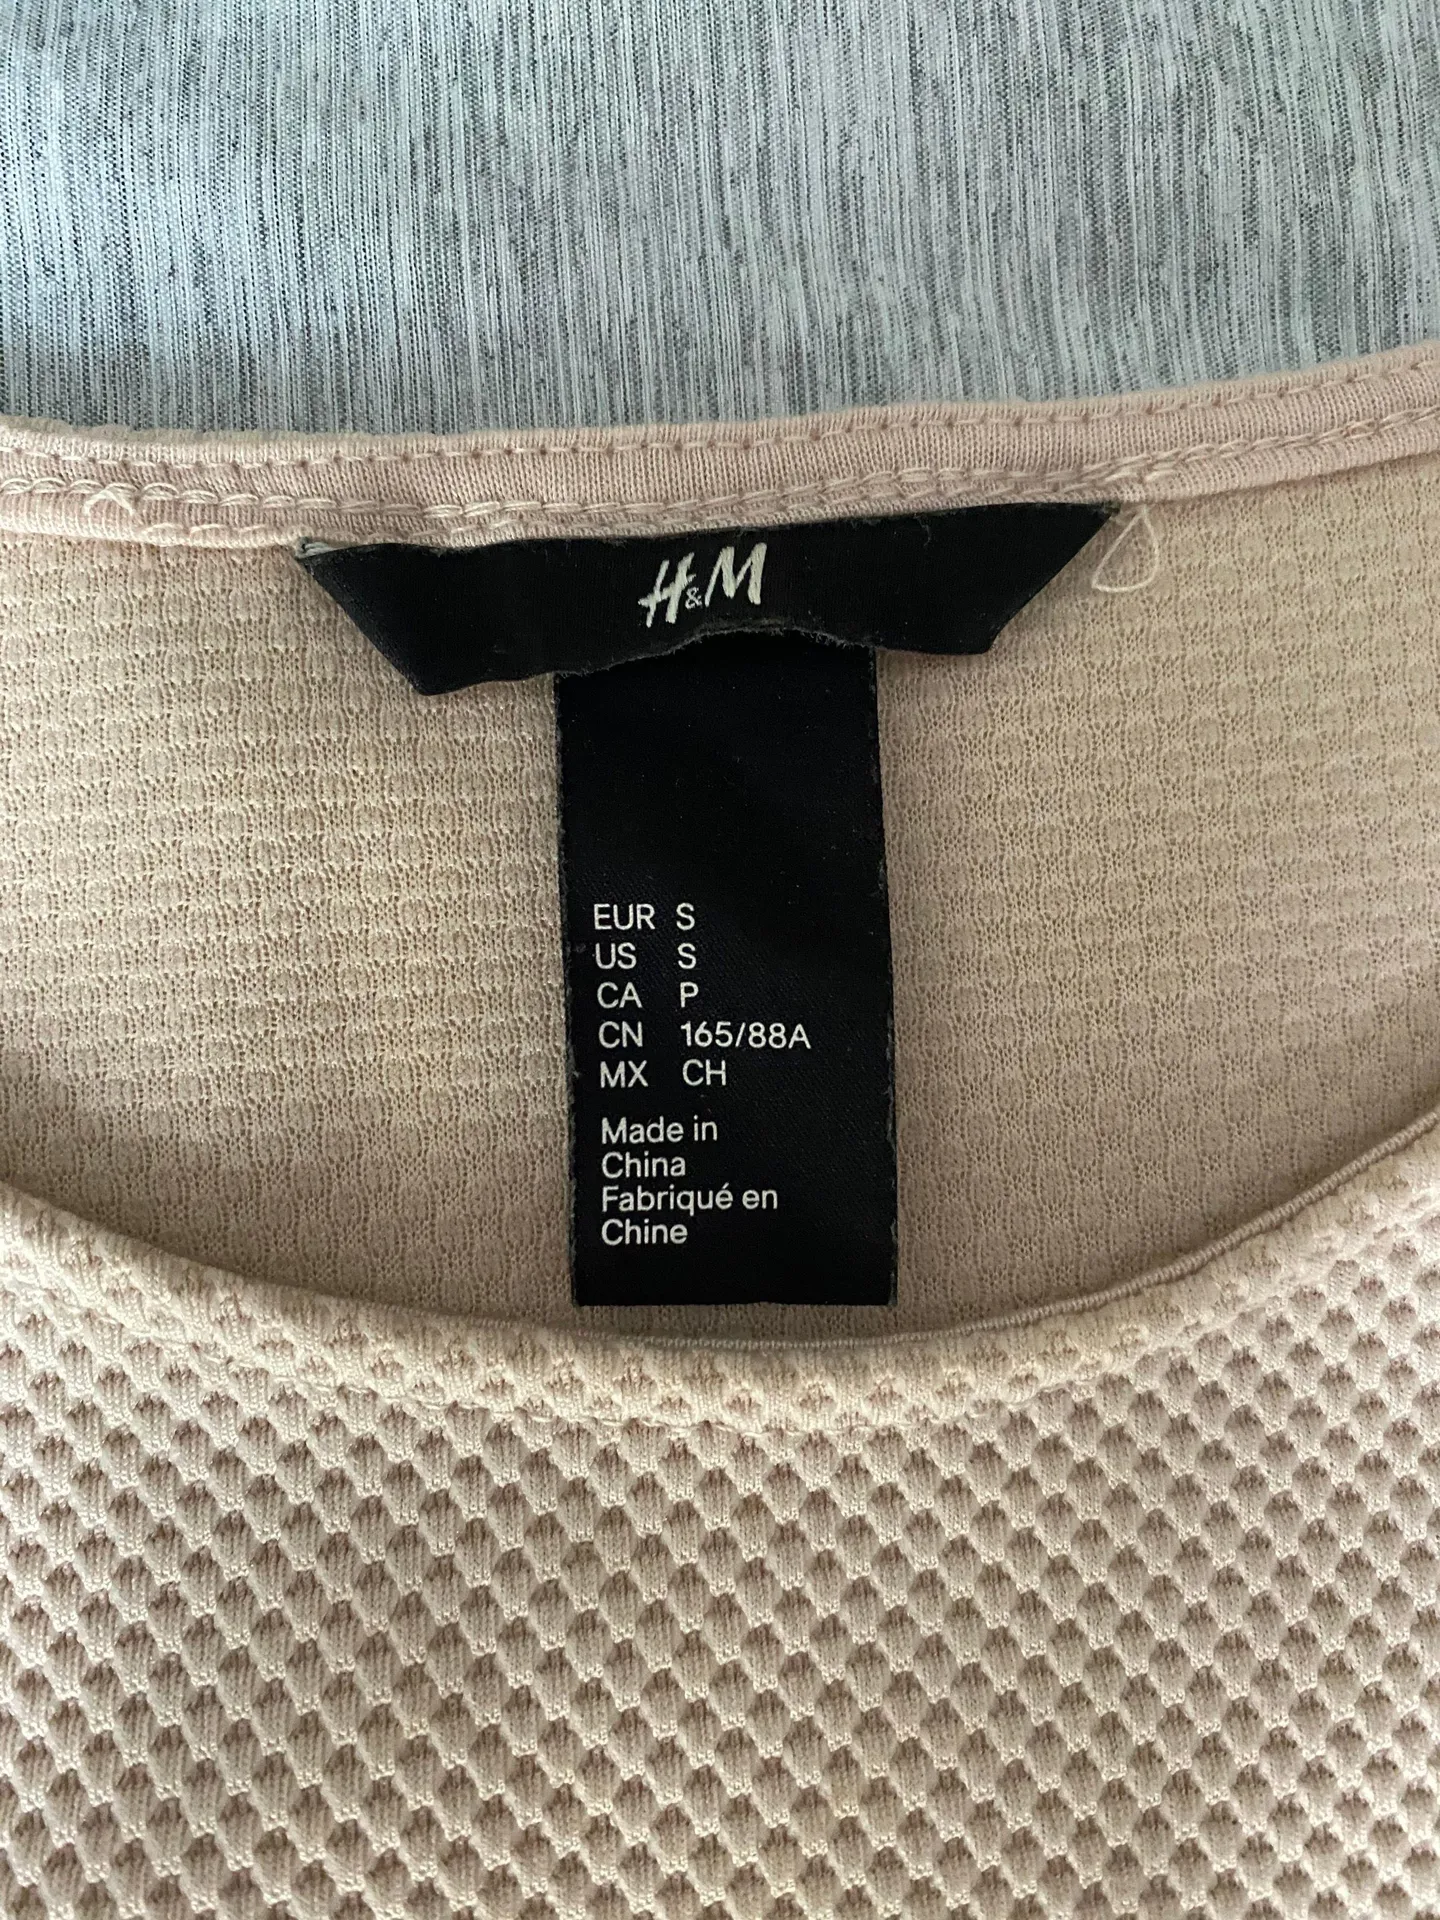 H&M
EUR S
US S
CA P
CN 165/88A
MX CH
Made in
China
Fabriqué en
Chine